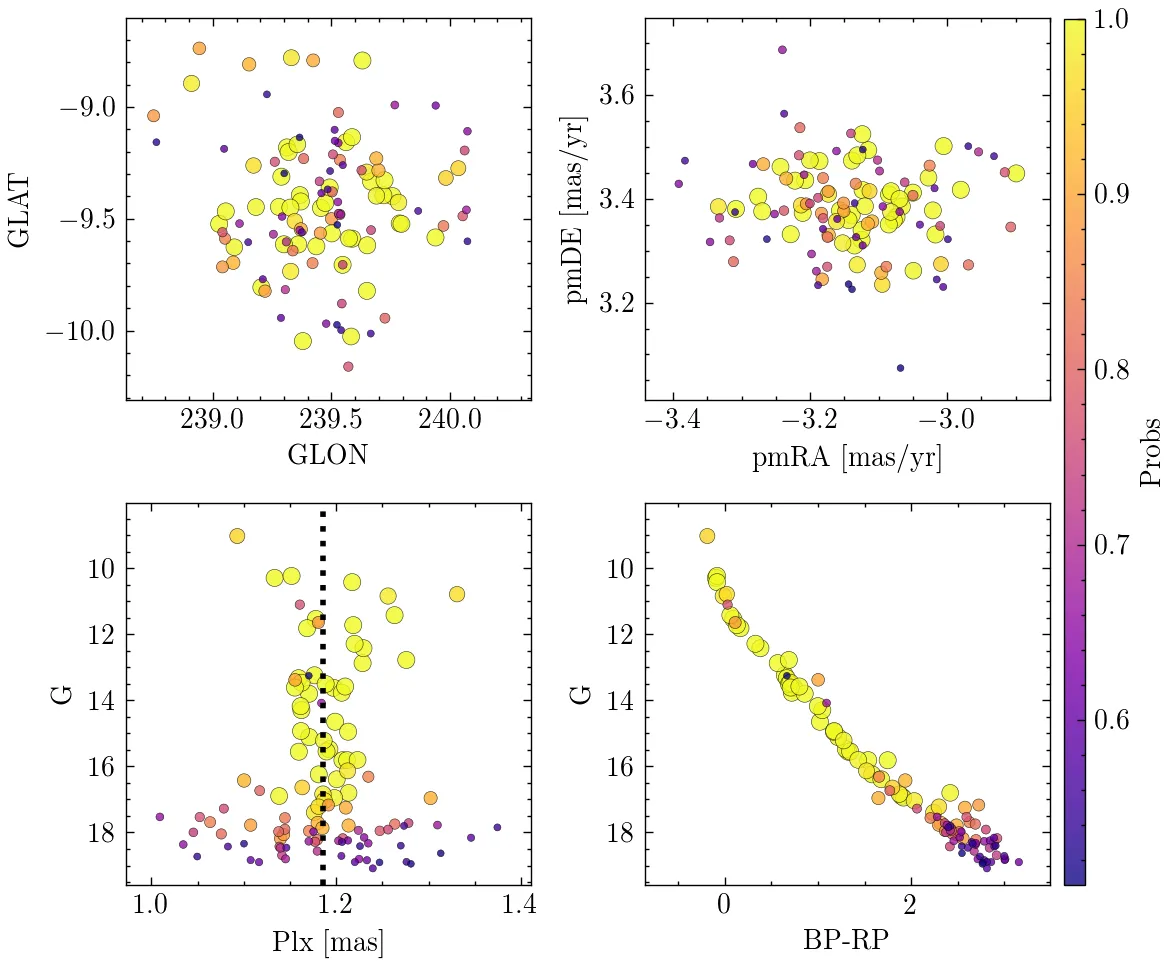 −9.0
−9.5
−10.0
GLAT
239.0 239.5 240.0
GLON
3.6
3.4
3.2
pmDE [mas/yr]
−3.4 −3.2 −3.0
pmRA [mas/yr]
10
12
14
16
18
G
1.0 1.2 1.4
Plx [mas]
10
12
14
16
18
G
0 2
BP-RP
1.0
0.9
0.8
0.7
0.6
Probs